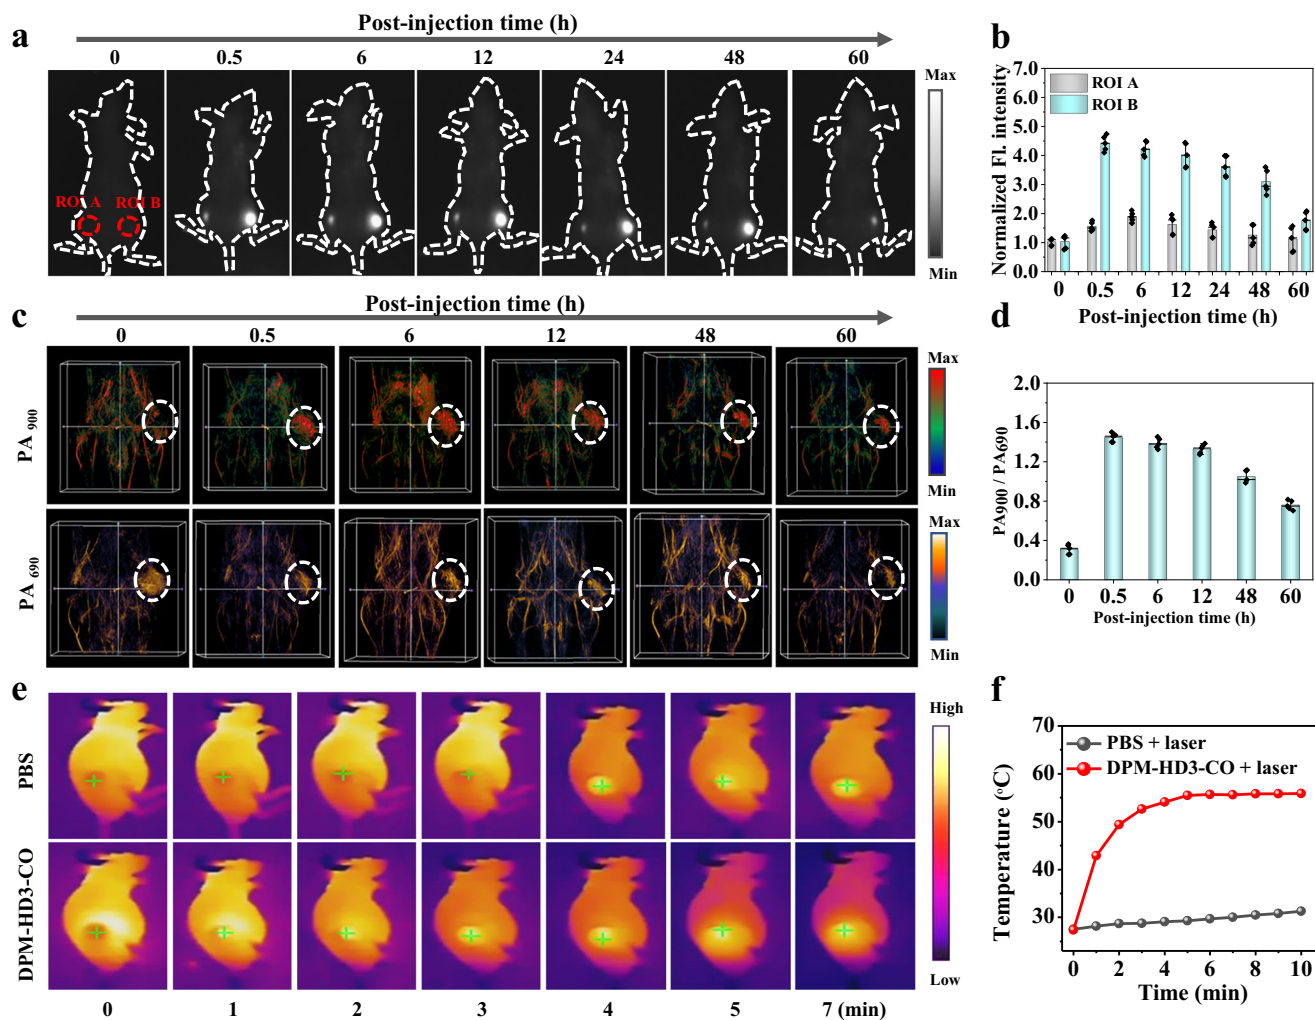 a
Post-injection time (h)
0 0.5 6 12 24 48 60
ROI A ROI B
Max
Min
b
Normalized Fl. intensity
7.0
6.0
5.0
4.0
3.0
2.0
1.0
0.0
ROI A
ROI B
0 0.5 6 12 24 48 60
Post-injection time (h)
c
Post-injection time (h)
0 0.5 6 12 48 60
PA 900
Max
Min
PA 690
Max
Min
d
PA900 / PA690
2.0
1.6
1.2
0.8
0.4
0.0
0 0.5 6 12 48 60
Post-injection time (h)
e
PBS
DPM-HD3-CO
High
Low
0 1 2 3 4 5 7 (min)
f
Temperature (°C)
70
60
50
40
30
PBS + laser
DPM-HD3-CO + laser
0 2 4 6 8 10
Time (min)